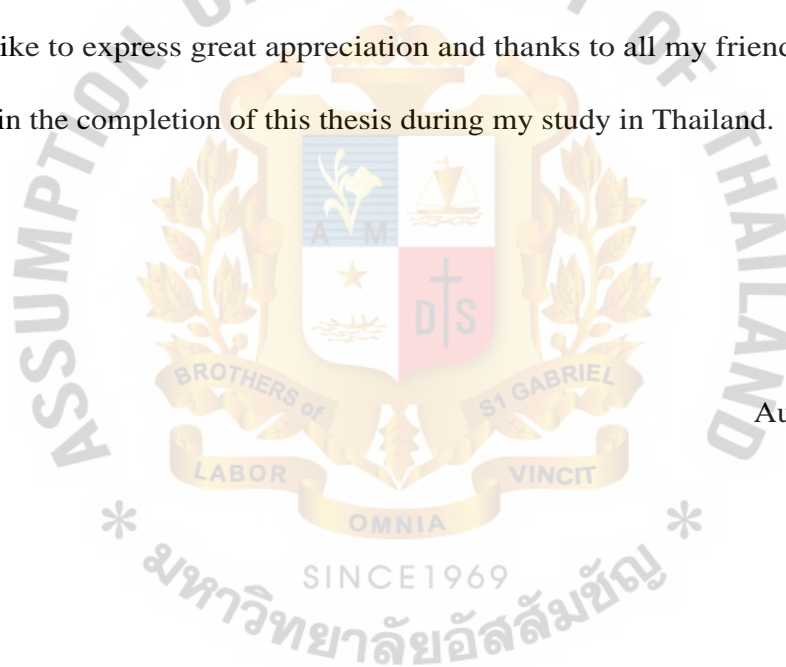 ike to express great appreciation and thanks to all my friend
in the completion of this thesis during my study in Thailand.
ASSUMPTION
OF THAILAND
A M
D S
BROTHERS of
S1 GABRIEL
LABOR
VINCIT
OMNIA
Au
SINCE1969
มหาวิทยาลัยอัสสัมชัญ